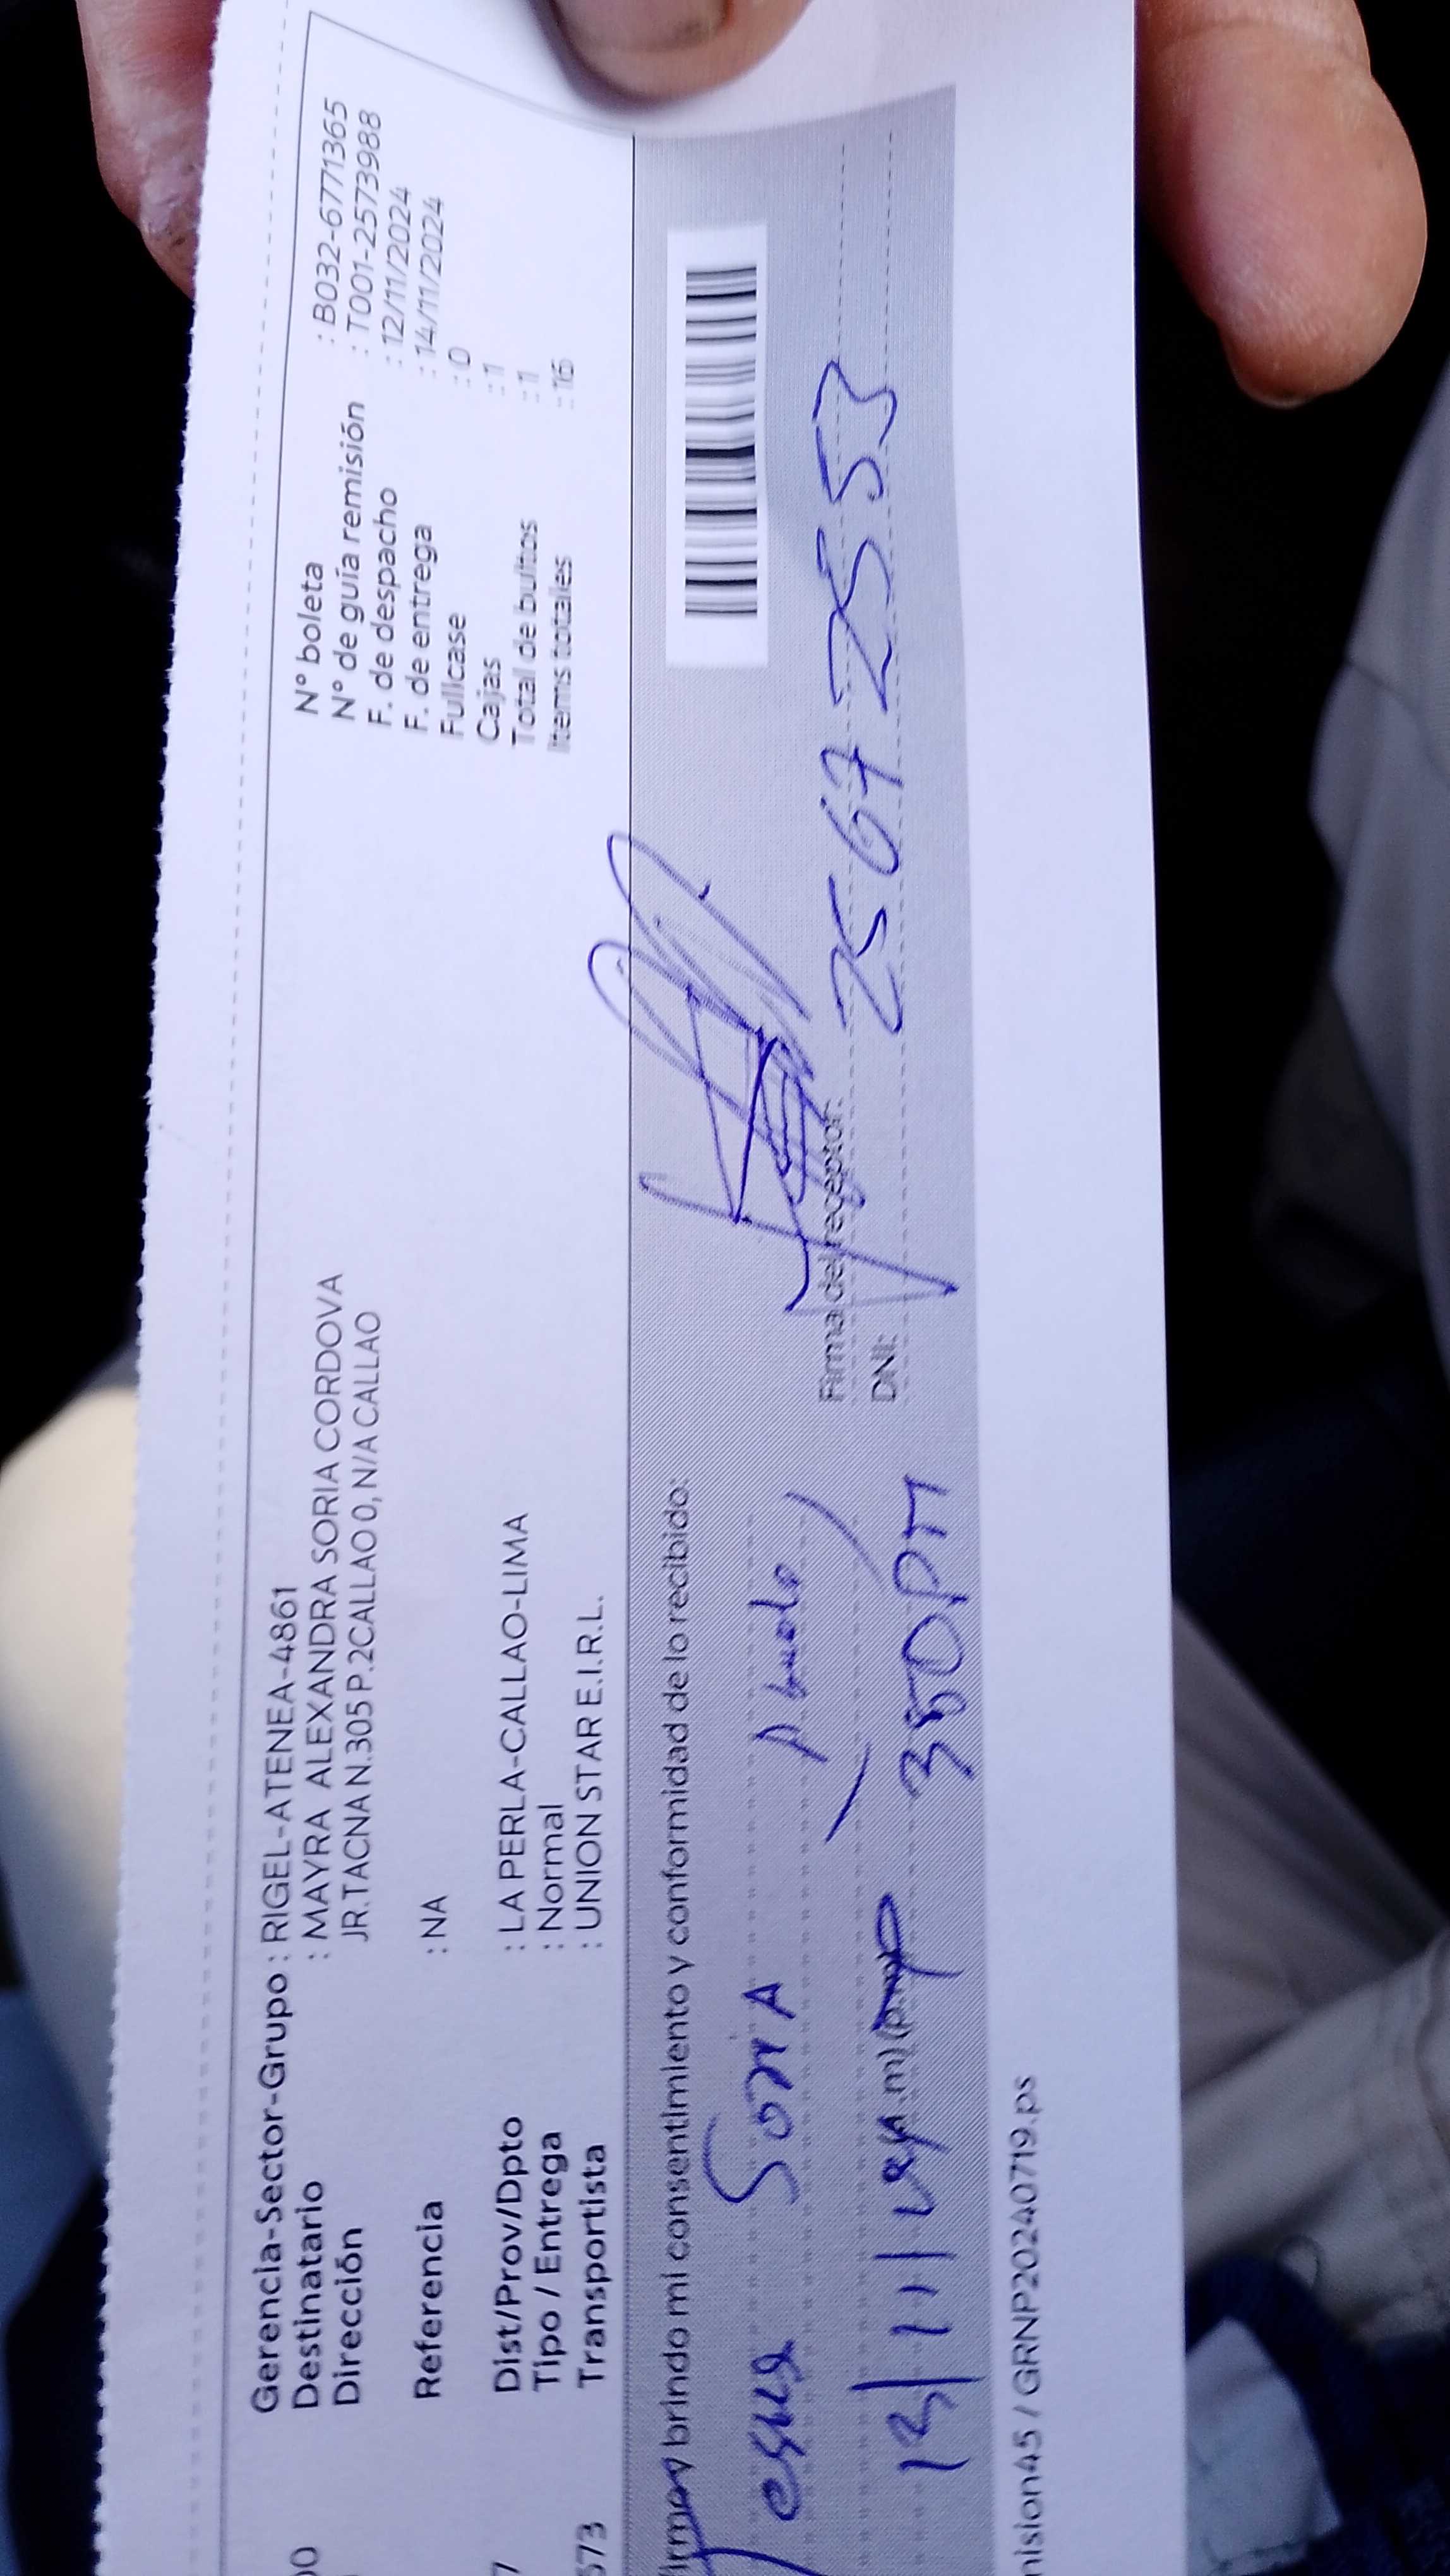 Gerencia-Sector-Grupo : RIGEL-ATENEA-4861
Destinatario : MAYRA ALEXANDRA SORIA CORDOVA
Dirección JR.TACNA N.305 P.2CALLAO 0, N/A CALLAO
Referencia : NA
Dist/Prov/Dpto : LA PERLA-CALLAO-LIMA
Tipo / Entrega : Normal
Transportista : UNION STAR E.I.R.L.
N° boleta : B032-6771365
N° de guía remisión : T001-2573988
F. de despacho : 12/11/2024
F. de entrega : 14/11/2024
Fullcase : 0
Cajas : 1
Total de bultos : 1
Items totales : 16
573
brindo mi consentimiento y conformidad de lo recibido:
Jesus Soria
Firma del receptor:
13/11/ 350PM
DNI: 25672553
nision45 / GRNP20240719.ps